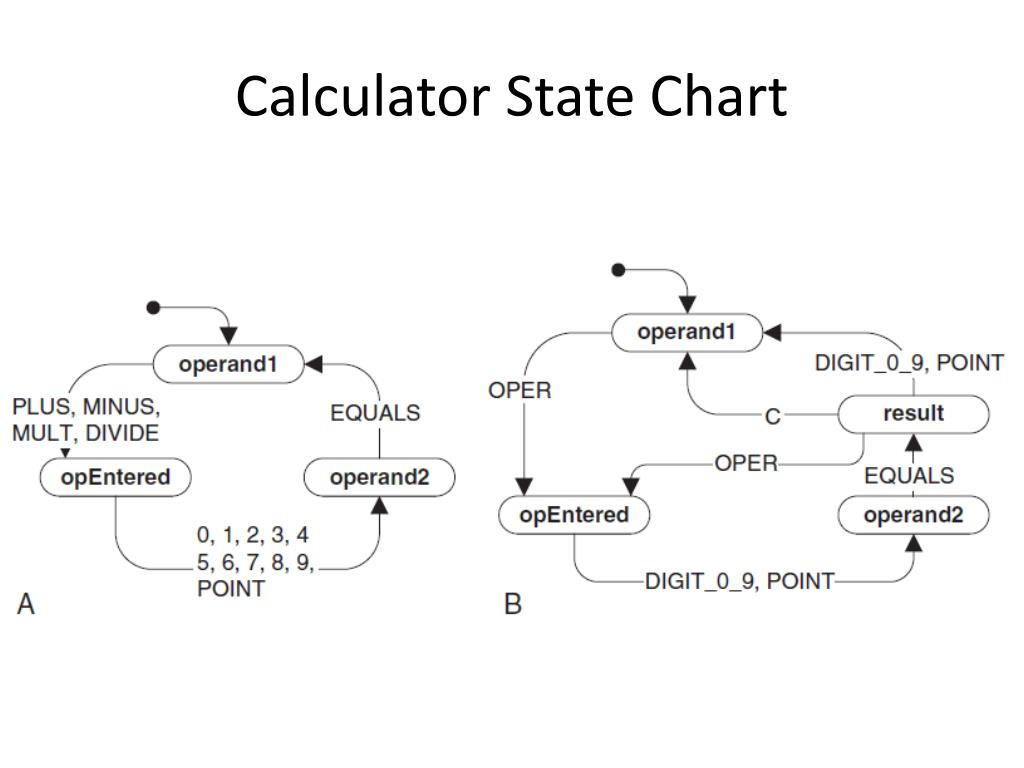 Calculator State Chart
operand1
PLUS, MINUS,
MULT, DIVIDE
EQUALS
opEntered
operand2
0, 1, 2, 3, 4
5, 6, 7, 8, 9,
POINT
A
operand1
DIGIT_0_9, POINT
OPER
result
C
OPER
EQUALS
opEntered
operand2
DIGIT_0_9, POINT
B